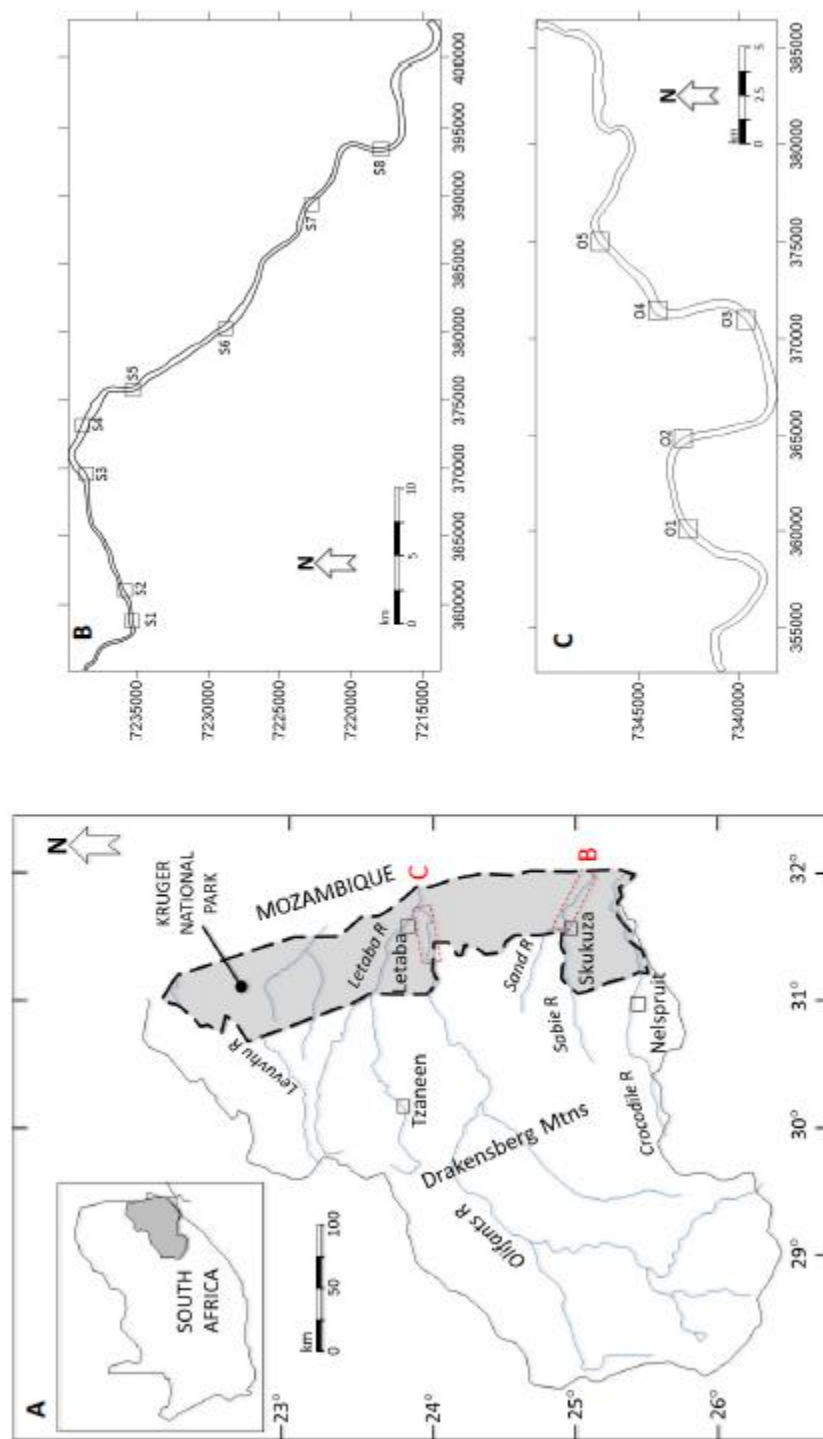 A
SOUTH
AFRICA
km
0
50
100
N
KRUGER
NATIONAL
PARK
MOZAMBIQUE
Levuvhu R
Letaba R
Letaba
C
Tzaneen
Drakensberg Mtns
Olifants R
Sand R
Sabie R
Skukuza
B
Crocodile R
Nelspruit
23°
24°
25°
26°
29°
30°
31°
32°
B
N
km
0
5
10
S1
S2
S3
S4
S5
S6
S7
S8
7235000
7230000
7225000
7220000
7215000
360000
365000
370000
375000
380000
385000
390000
395000
400000
C
N
km
0
2.5
5
O1
O2
O3
O4
O5
7345000
7340000
355000
360000
365000
370000
375000
380000
385000